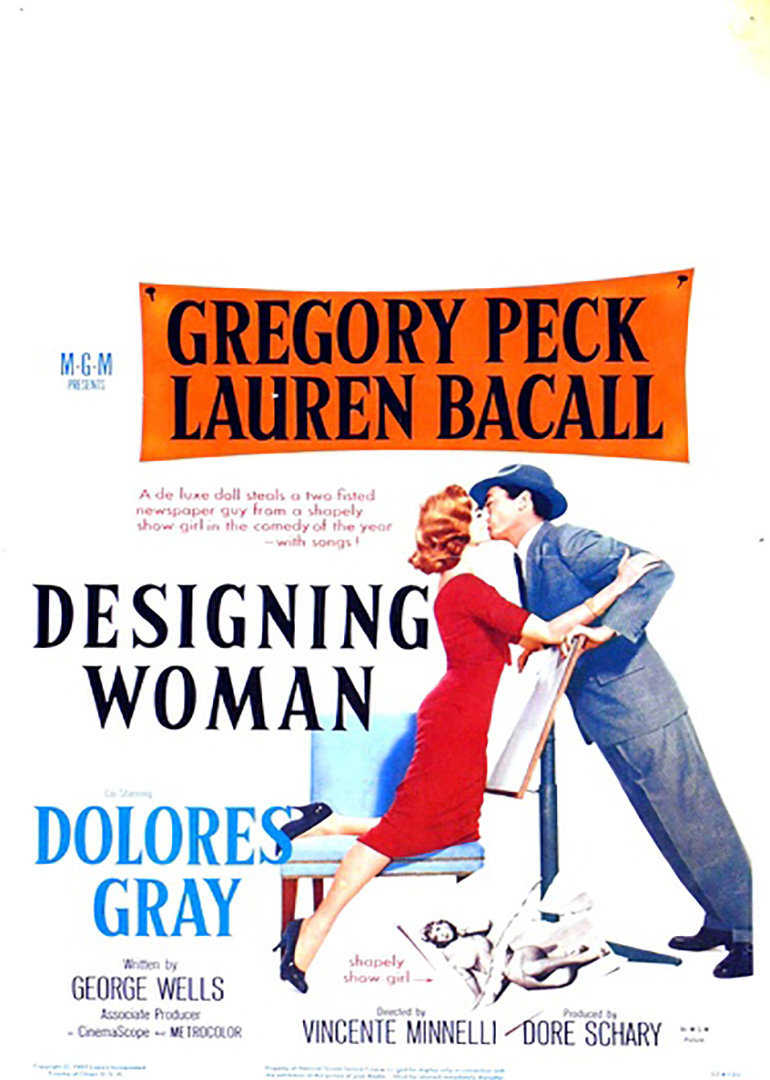 GREGORY PECK
LAUREN BACALL
M-G-M
PRESENTS
A de luxe doll steals a two fisted
newspaper guy from a shapely
show girl in the comedy of the year
—with songs!
DESIGNING
WOMAN
Co-Starring
DOLORES
GRAY
shapely
show girl →
Written by
GEORGE WELLS
Associate Producer
in CinemaScope and METROCOLOR
Directed by
VINCENTE MINNELLI
Produced by
DORE SCHARY
M-G-M
Picture